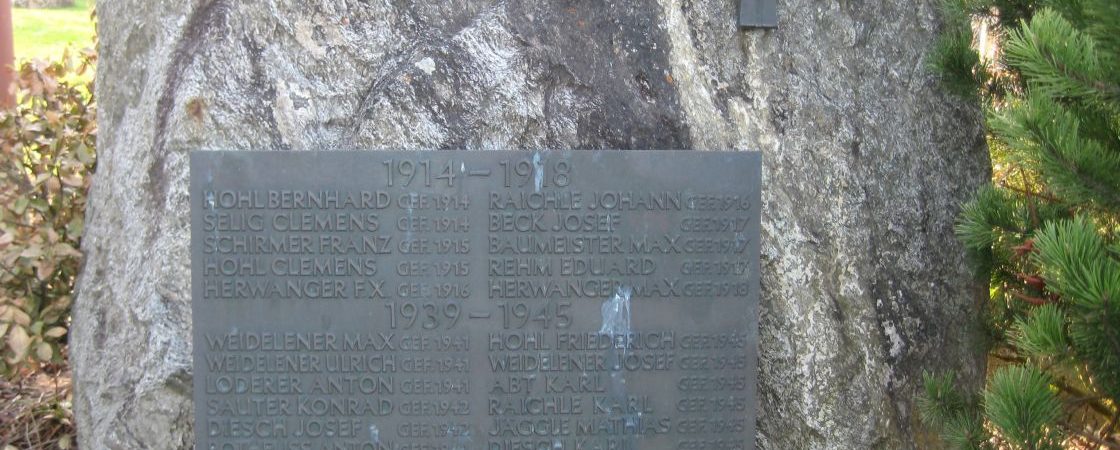 1914 – 1918
HOHL BERNHARD GEF. 1914 RAICHLE JOHANN GEF. 1916
SELIG CLEMENS GEF. 1914 BECK JOSEF GEF. 1917
SCHIRMER FRANZ GEF. 1915 BAUMEISTER MAX GEF. 1917
HOHL CLEMENS GEF. 1915 REHM EDUARD GEF. 1917
HERWANGER F.X. GEF. 1916 HERWANGER MAX GEF. 1918
1939 – 1945
WEIDELENER MAX GEF. 1941 HOHL FRIEDERICH GEF. 1945
WEIDELENER ULRICH GEF. 1941 WEIDELENER JOSEF GEF. 1945
LODERER ANTON GEF. 1941 ABT KARL GEF. 1945
SAUTER KONRAD GEF. 1942 RAICHLE KARL GEF. 1945
DIESCH JOSEF GEF. 1942 JÄGGLE MATHIAS GEF. 1945
ANTON DIESCH KARL